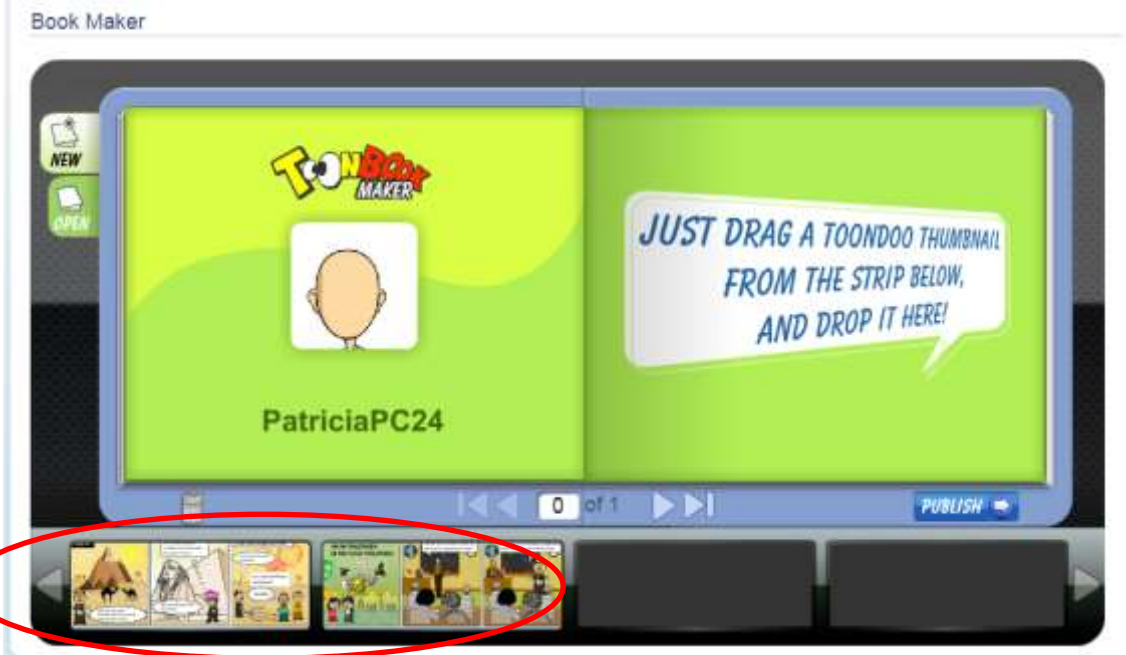 Book Maker
NEW
OPEN
TOONBOOK
MAKER
PatriciaPC24
JUST DRAG A TOONDOO THUMBNAIL
FROM THE STRIP BELOW,
AND DROP IT HERE!
0 of 1
PUBLISH